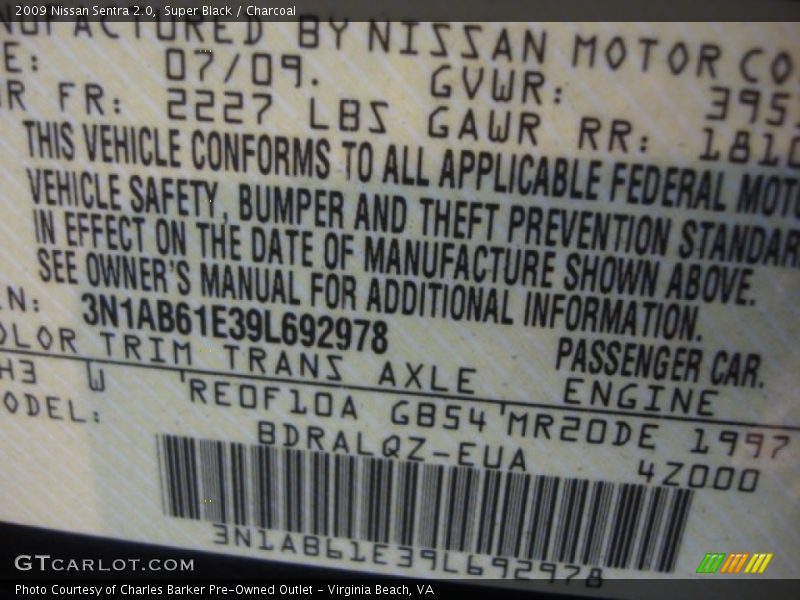 2009 Nissan Sentra 2.0, Super Black / Charcoal
NUFACTURED BY NISSAN MOTOR CO
E: 07/09. GVWR: 395
R FR: 2227 LBS GAWR RR: 1810
THIS VEHICLE CONFORMS TO ALL APPLICABLE FEDERAL MOTO
VEHICLE SAFETY, BUMPER AND THEFT PREVENTION STANDAR
IN EFFECT ON THE DATE OF MANUFACTURE SHOWN ABOVE.
SEE OWNER'S MANUAL FOR ADDITIONAL INFORMATION.
N: 3N1AB61E39L692978 PASSENGER CAR.
OLOR TRIM TRANS AXLE ENGINE
H3 W RE0F10A GB54 MR20DE 1997
ODEL: BDRALQZ-EUA 4Z000
3N1AB61E39L692978
GTCARLOT.COM
Photo Courtesy of Charles Barker Pre-Owned Outlet - Virginia Beach, VA